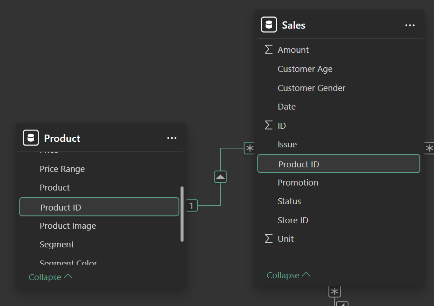 Sales
Amount
Customer Age
Customer Gender
Date
ID
Issue
Product ID
Promotion
Status
Store ID
Unit
Collapse
Product
Price
Price Range
Product
Product ID
Product Image
Segment
Segment Color
Collapse
1
*
*
*